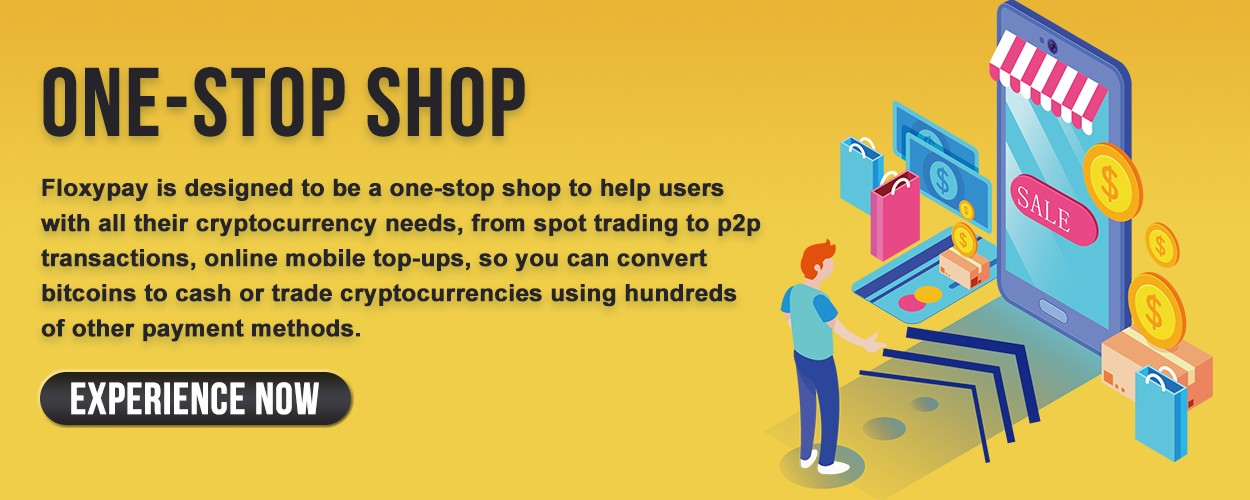 ONE-STOP SHOP
Floxypay is designed to be a one-stop shop to help users
with all their cryptocurrency needs, from spot trading to p2p
transactions, online mobile top-ups, so you can convert
bitcoins to cash or trade cryptocurrencies using hundreds
of other payment methods.
EXPERIENCE NOW
SALE
$
$
$
$
$
$